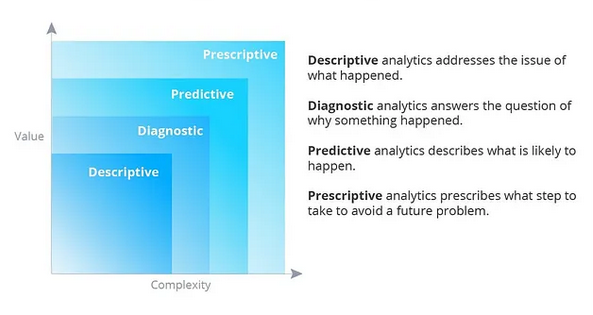 Prescriptive
Predictive
Diagnostic
Descriptive
Value
Complexity
Descriptive analytics addresses the issue of
what happened.
Diagnostic analytics answers the question of
why something happened.
Predictive analytics describes what is likely to
happen.
Prescriptive analytics prescribes what step to
take to avoid a future problem.